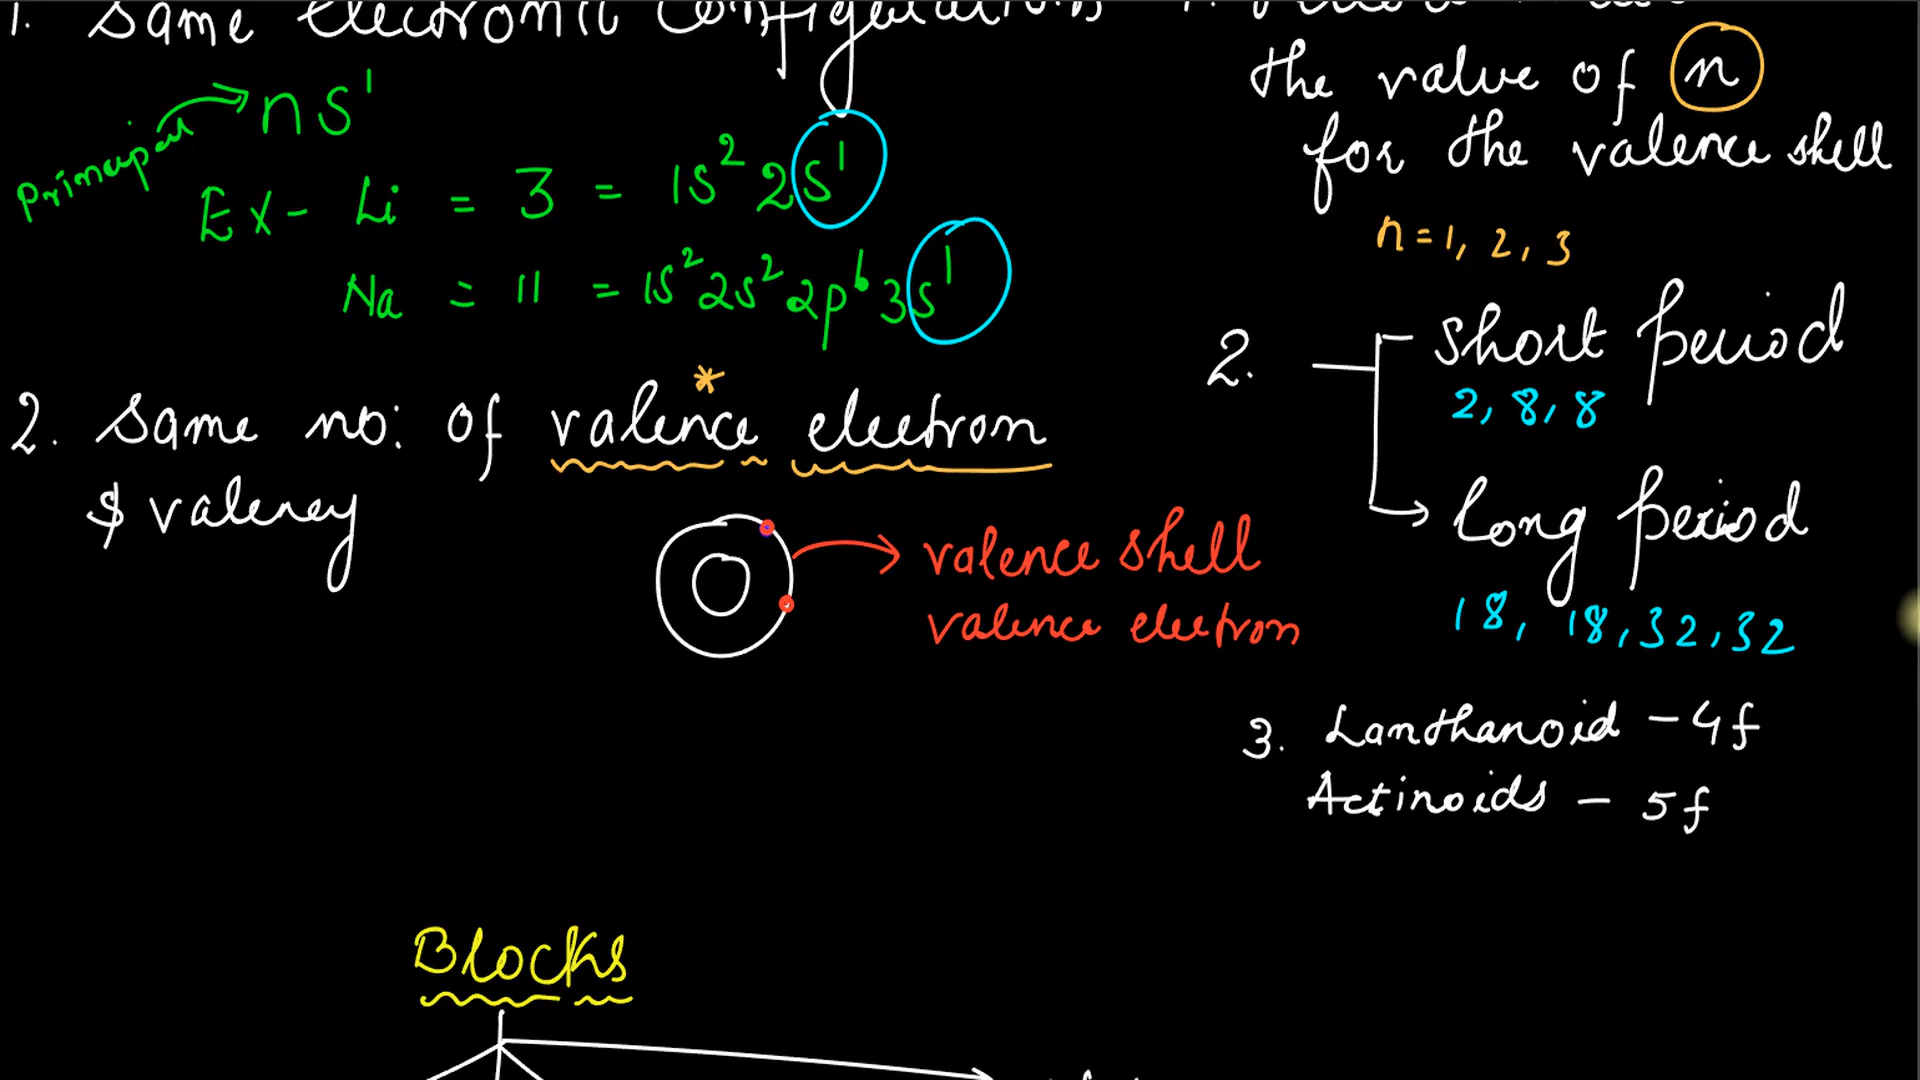 1. Same electronic configurations
Principal → ns¹
Ex- Li = 3 = 1s² 2s¹
Na = 11 = 1s² 2s² 2p⁶ 3s¹
2. Same no: of valence* electron
$ valency
valence shell
valence electron
the value of n
for the valence shell
n=1, 2, 3
2. short period
2, 8, 8
→ long period
18, 18, 32, 32
3. Lanthanoid - 4f
Actinoids - 5f
Blocks